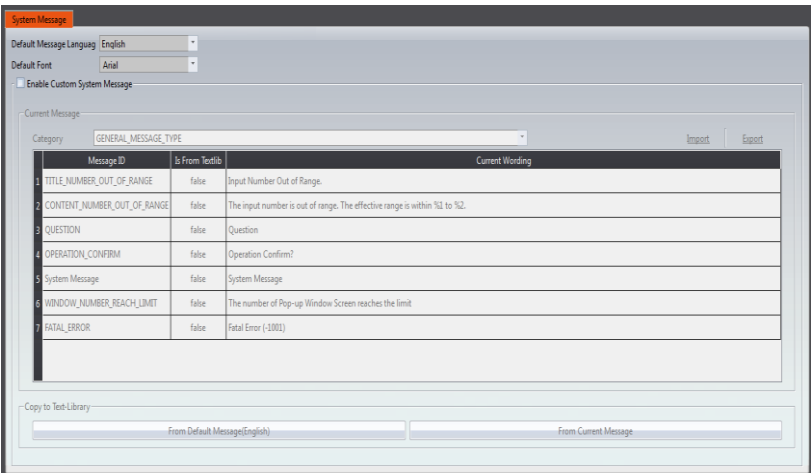 System Message
Default Message Languag English
Default Font Arial
Enable Custom System Message
Current Message
Category GENERAL_MESSAGE_TYPE Import Export
Message ID Is From Textlib Current Wording
1 TITLE_NUMBER_OUT_OF_RANGE false Input Number Out of Range.
2 CONTENT_NUMBER_OUT_OF_RANGE false The input number is out of range. The effective range is within %1 to %2.
3 QUESTION false Question
4 OPERATION_CONFIRM false Operation Confirm?
5 System Message false System Message
6 WINDOW_NUMBER_REACH_LIMIT false The number of Pop-up Window Screen reaches the limit
7 FATAL_ERROR false Fatal Error (-1001)
Copy to Text-Library
From Default Message(English) From Current Message